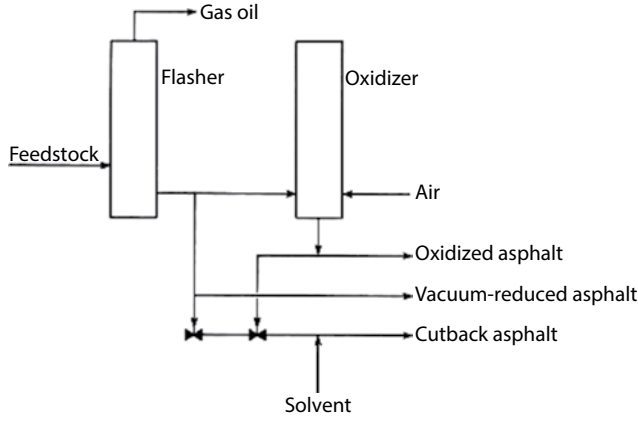 Gas oil
Flasher
Oxidizer
Feedstock
Air
Oxidized asphalt
Vacuum-reduced asphalt
Cutback asphalt
Solvent